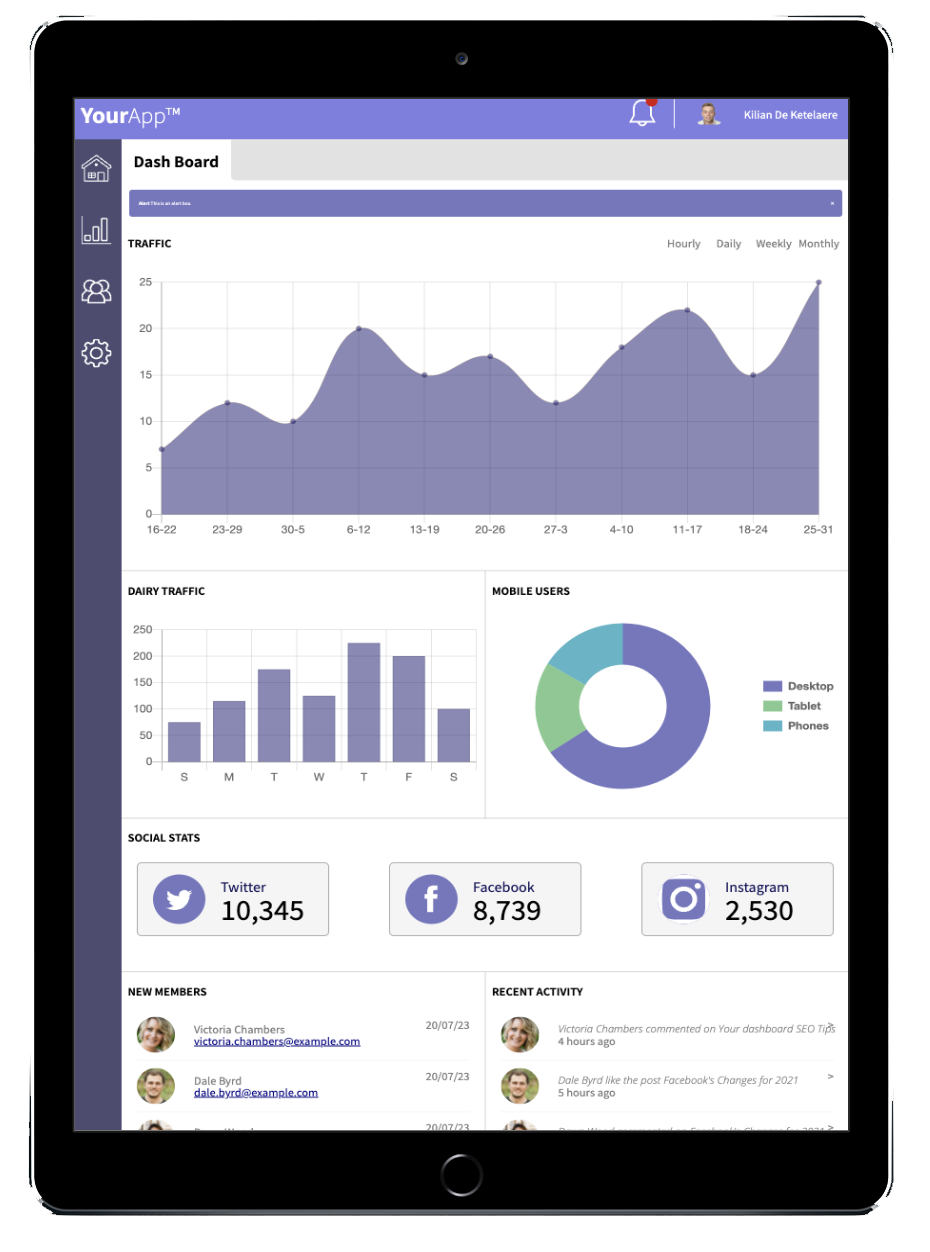 YourApp™
Kilian De Ketelaere
Dash Board
Alert This is an alert box.
×
TRAFFIC
Hourly Daily Weekly Monthly
25
20
15
10
5
0
16-22 23-29 30-5 6-12 13-19 20-26 27-3 4-10 11-17 18-24 25-31
DAIRY TRAFFIC
250
200
150
100
50
0
S M T W T F S
MOBILE USERS
Desktop
Tablet
Phones
SOCIAL STATS
Twitter
10,345
Facebook
8,739
Instagram
2,530
NEW MEMBERS
Victoria Chambers
20/07/23
victoria.chambers@example.com
Dale Byrd
20/07/23
dale.byrd@example.com
20/07/23
RECENT ACTIVITY
Victoria Chambers commented on Your dashboard SEO Tips
>
4 hours ago
Dale Byrd like the post Facebook's Changes for 2021
>
5 hours ago
>